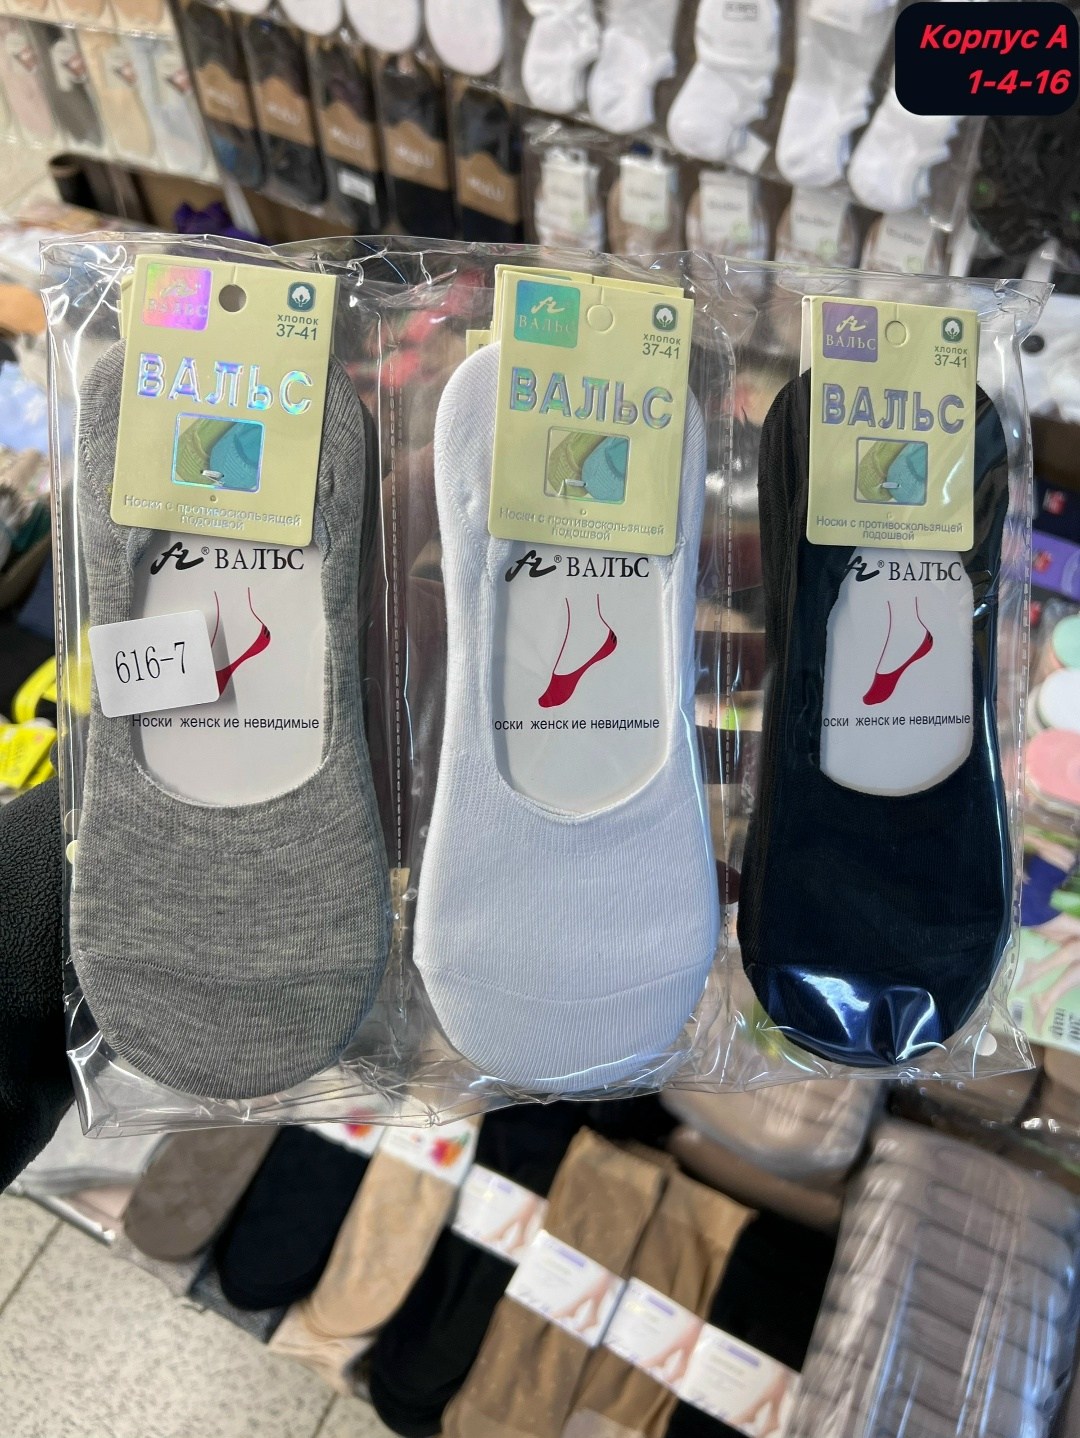 Корпус А
1-4-16
ВАЛЬС
хлопок
37-41
ВАЛЬС
Носки с противоскользящей
подошвой
® ВАЛЪС
616-7
Носки женск ие невидимые
ВАЛЬС
хлопок
37-41
ВАЛЬС
Носки с противоскользящей
подошвой
® ВАЛЪС
оски женск ие невидимые
ВАЛЬС
хлопок
37-41
ВАЛЬС
Носки с противоскользящей
подошвой
® ВАЛЪС
оски женск ие невидимые